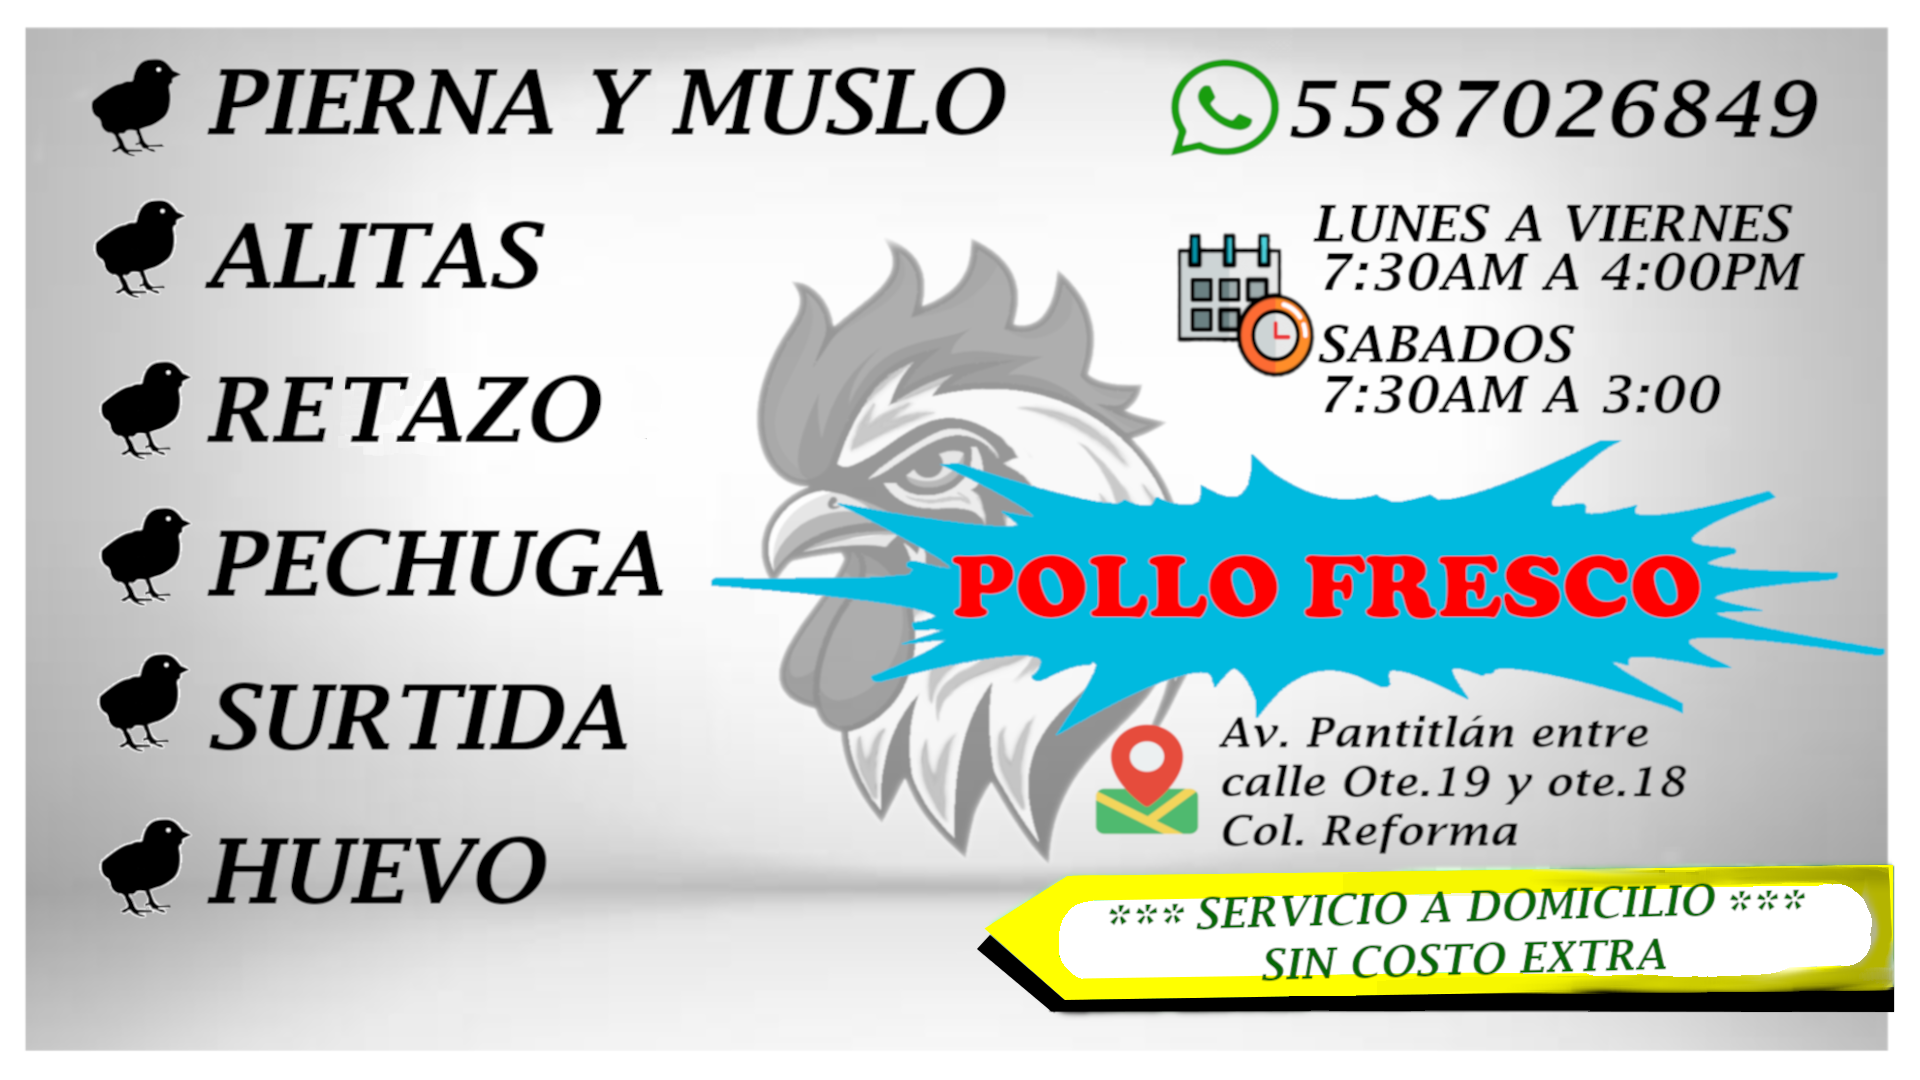 PIERNA Y MUSLO
ALITAS
RETAZO
PECHUGA
SURTIDA
HUEVO
5587026849
LUNES A VIERNES
7:30AM A 4:00PM
SABADOS
7:30AM A 3:00
POLLO FRESCO
Av. Pantitlán entre
calle Ote.19 y ote.18
Col. Reforma
*** SERVICIO A DOMICILIO ***
SIN COSTO EXTRA